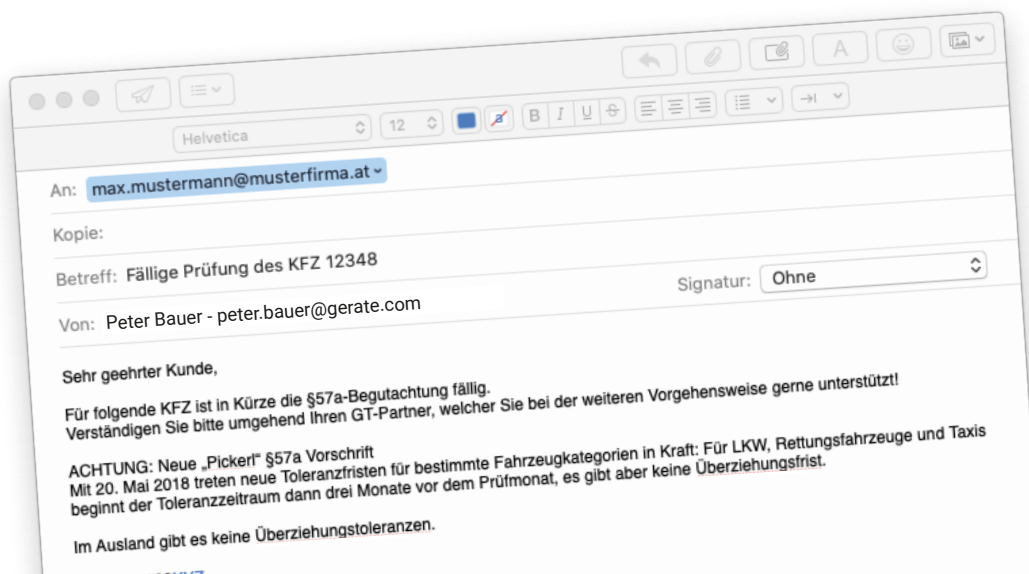 Helvetica
12
B I U S
A
An: max.mustermann@musterfirma.at
Kopie:
Betreff: Fällige Prüfung des KFZ 12348
Von: Peter Bauer - peter.bauer@gerate.com
Signatur: Ohne
Sehr geehrter Kunde,
Für folgende KFZ ist in Kürze die §57a-Begutachtung fällig.
Verständigen Sie bitte umgehend Ihren GT-Partner, welcher Sie bei der weiteren Vorgehensweise gerne unterstützt!
ACHTUNG: Neue „Pickerl“ §57a Vorschrift
Mit 20. Mai 2018 treten neue Toleranzfristen für bestimmte Fahrzeugkategorien in Kraft: Für LKW, Rettungsfahrzeuge und Taxis
beginnt der Toleranzzeitraum dann drei Monate vor dem Prüfmonat, es gibt aber keine Überziehungsfrist.
Im Ausland gibt es keine Überziehungstoleranzen.